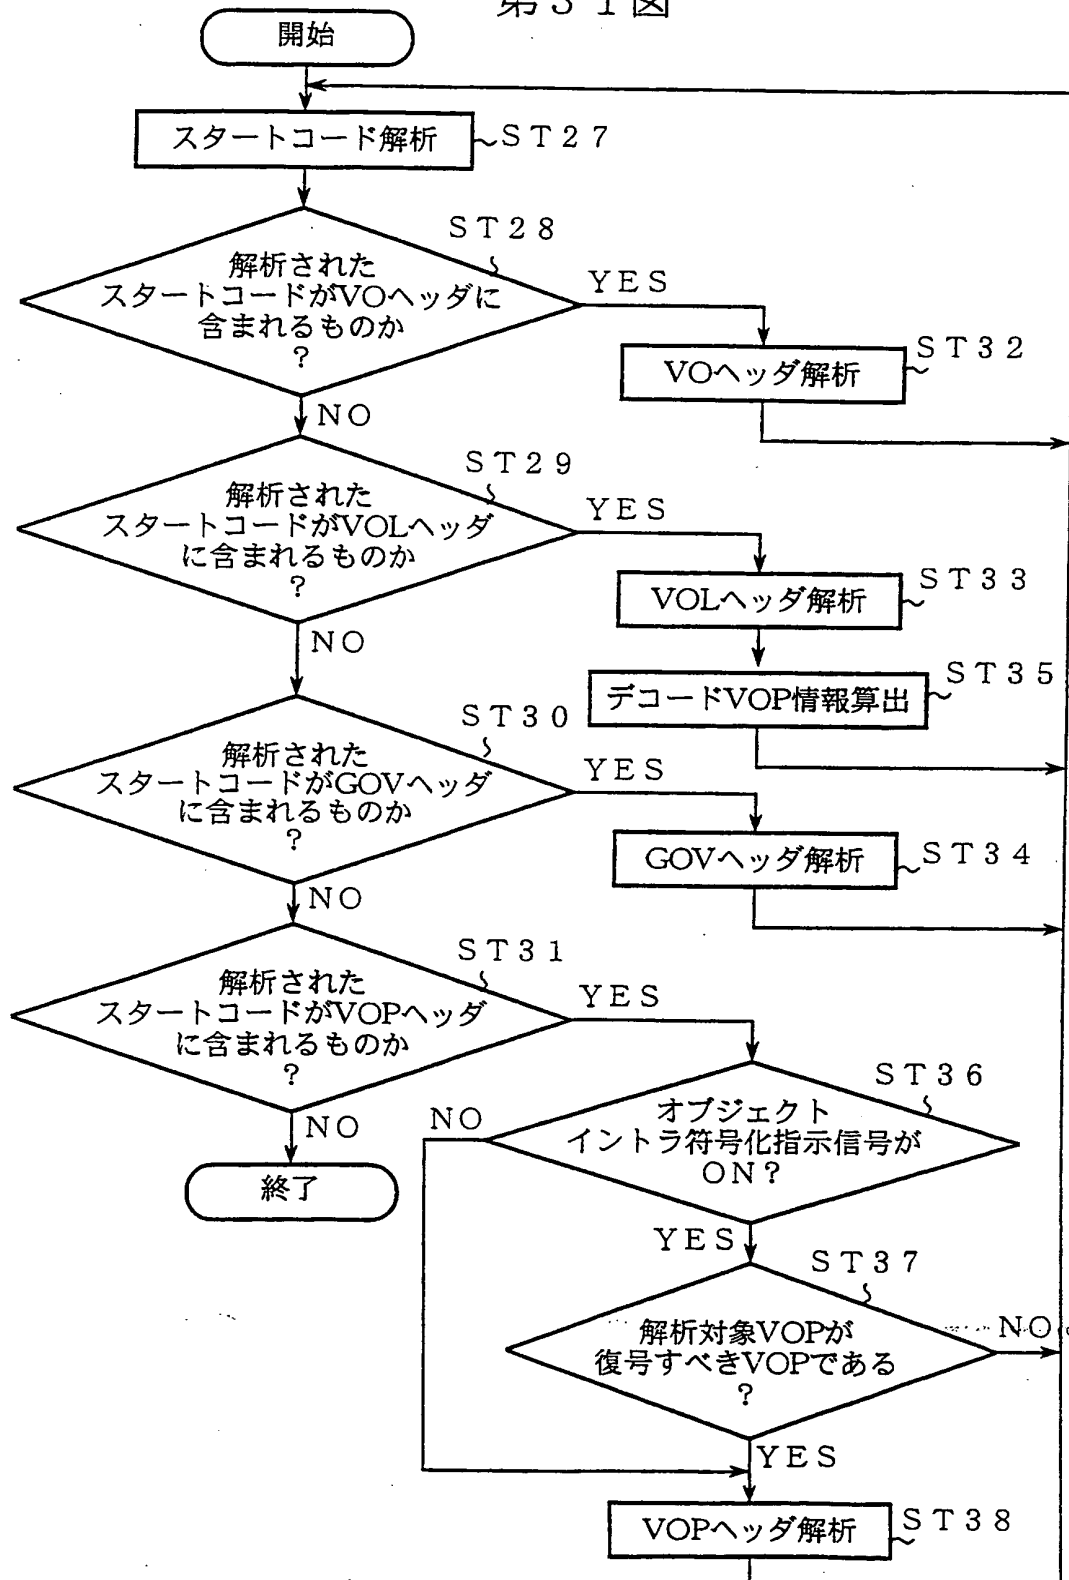 第31図
開始
スタートコード解析
ST27
ST28
解析された
スタートコードがVOヘッダに
含まれるものか
?
YES
NO
VOヘッダ解析
ST32
ST29
解析された
スタートコードがVOLヘッダ
に含まれるものか
?
YES
NO
VOLヘッダ解析
ST33
デコードVOP情報算出
ST35
ST30
解析された
スタートコードがGOVヘッダ
に含まれるものか
?
YES
NO
GOVヘッダ解析
ST34
ST31
解析された
スタートコードがVOPヘッダ
に含まれるものか
?
YES
NO
終了
ST36
オブジェクト
イントラ符号化指示信号が
ON?
NO
YES
ST37
解析対象VOPが
復号すべきVOPである
?
NO
YES
VOPヘッダ解析
ST38